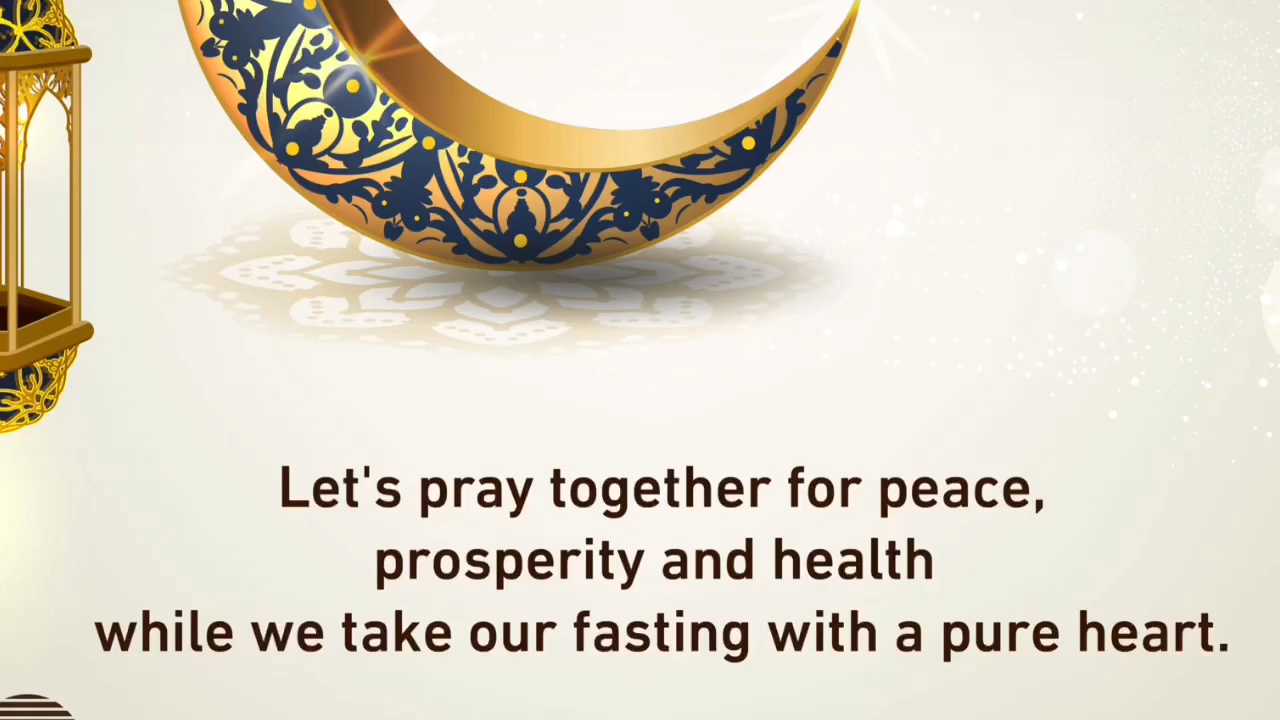 Let's pray together for peace,
prosperity and health
while we take our fasting with a pure heart.